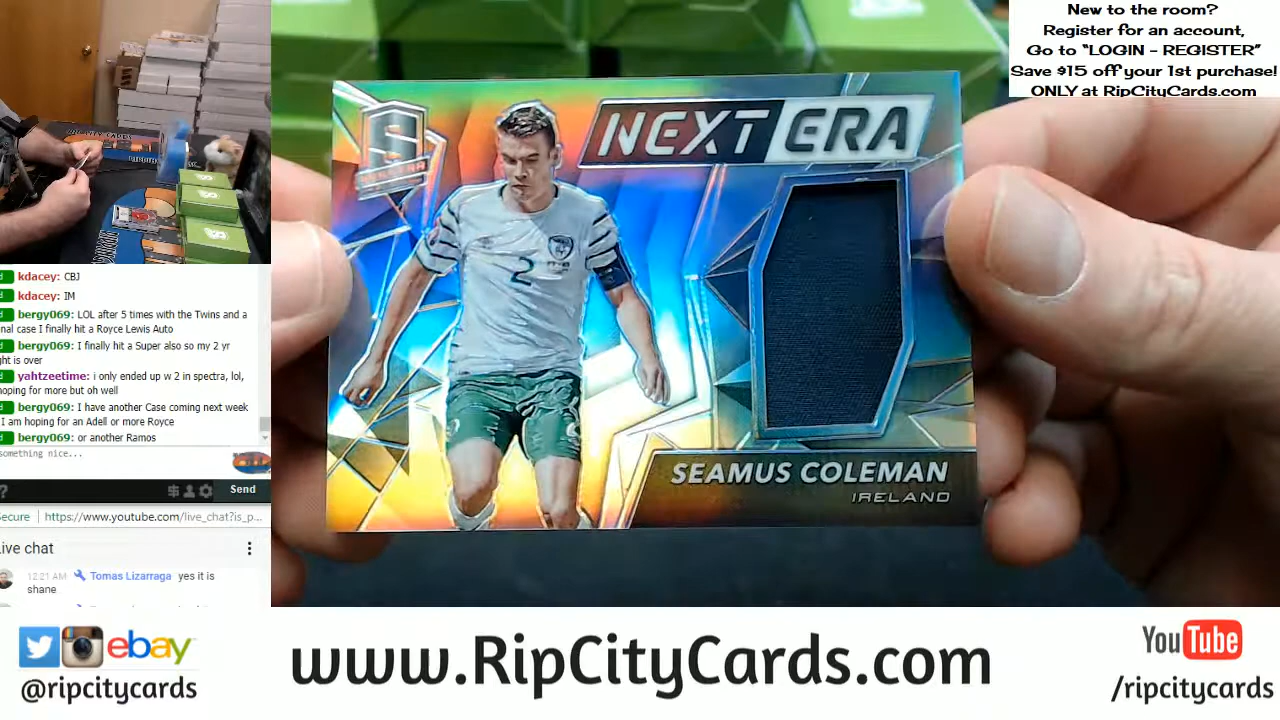 New to the room?
Register for an account,
Go to “LOGIN - REGISTER”
Save $15 off your 1st purchase!
ONLY at RipCityCards.com
NEXT ERA
S
SPECTRA
2
SEAMUS COLEMAN
IRELAND
kdacey: CBJ
kdacey: IM
bergy069: LOL after 5 times with the Twins and a
nal case I finally hit a Royce Lewis Auto
bergy069: I finally hit a Super also so my 2 yr
ght is over
yahtzeetime: i only ended up w 2 in spectra, lol,
hoping for more but oh well
bergy069: I have another Case coming next week
I am hoping for an Adell or more Royce
bergy069: or another Ramos
something nice...
?
Send
Secure https://www.youtube.com/live_chat?is_p...
Live chat
12:21 AM Tomas Lizarraga yes it is
shane
ebay
@ripcitycards
www.RipCityCards.com
YouTube
/ripcitycards